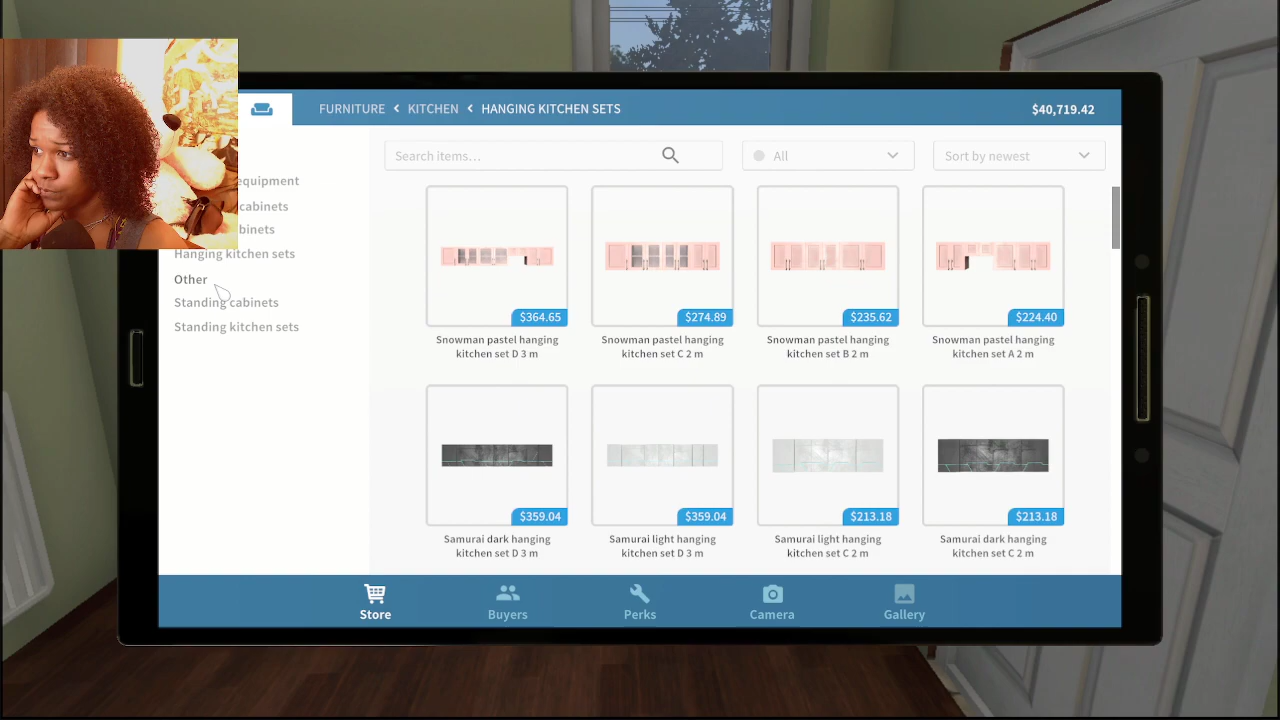 FURNITURE < KITCHEN < HANGING KITCHEN SETS
$40,719.42
Search items...
All
Sort by newest
equipment
cabinets
binets
Hanging kitchen sets
Other
Standing cabinets
Standing kitchen sets
$364.65
$274.89
$235.62
$224.40
Snowman pastel hanging
kitchen set D 3 m
Snowman pastel hanging
kitchen set C 2 m
Snowman pastel hanging
kitchen set B 2 m
Snowman pastel hanging
kitchen set A 2 m
$359.04
$359.04
$213.18
$213.18
Samurai dark hanging
kitchen set D 3 m
Samurai light hanging
kitchen set D 3 m
Samurai light hanging
kitchen set C 2 m
Samurai dark hanging
kitchen set C 2 m
Store
Buyers
Perks
Camera
Gallery